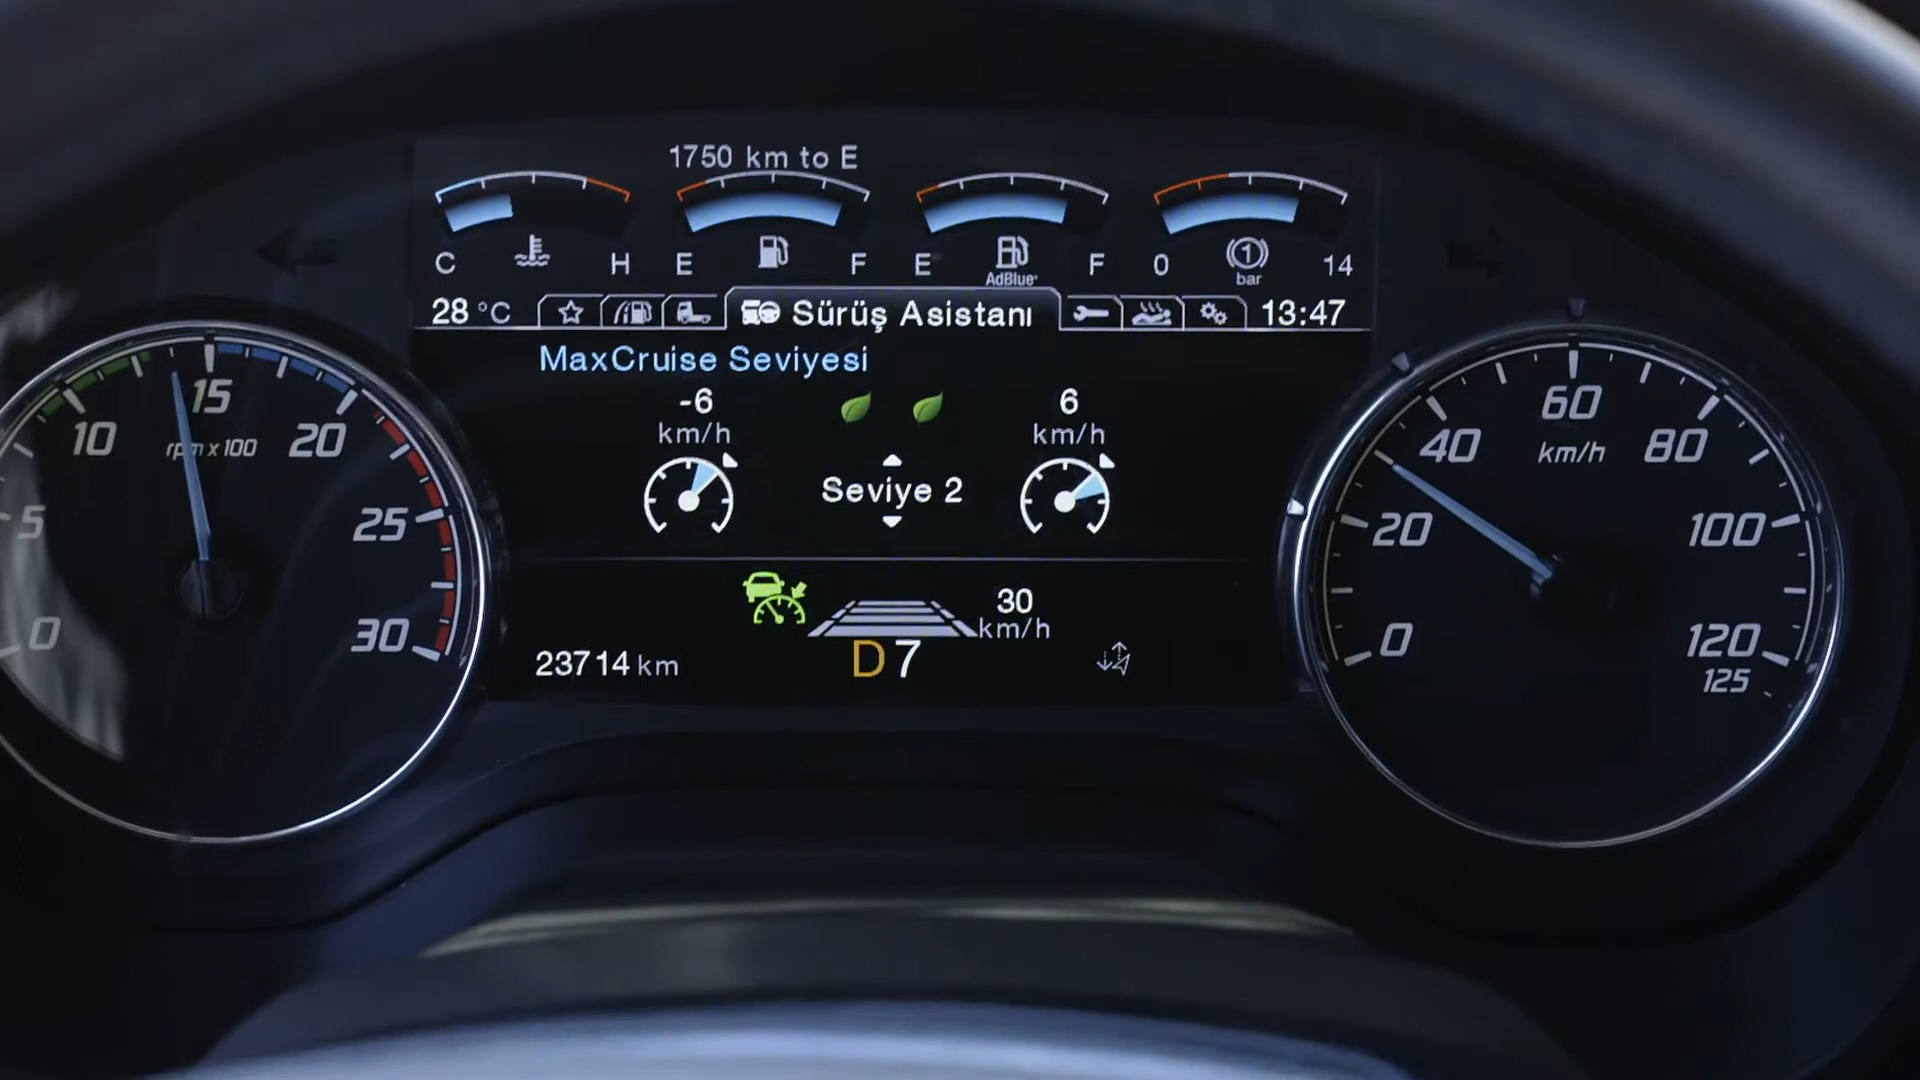 1750 km to E
C H E F E AdBlue F 0 bar 14
28 °C Sürüş Asistanı 13:47
MaxCruise Seviyesi
-6 6
km/h km/h
Seviye 2
30
km/h
23714 km D 7
0 5 10 15 20 25 30
rpm x 100
0 20 40 60 80 100 120
125
km/h